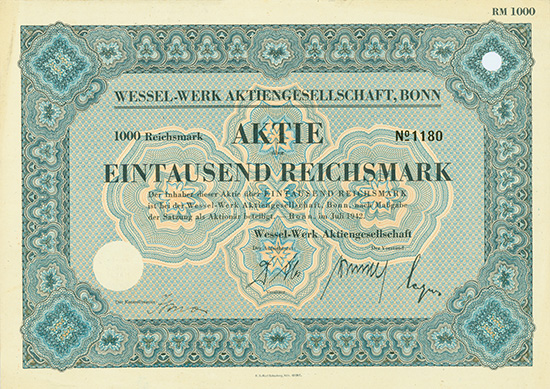 RM 1000
WESSEL-WERK AKTIENGESELLSCHAFT, BONN
1000 Reichsmark AKTIE Nº1180
EINTAUSEND REICHSMARK
Der Inhaber dieser Aktie über EINTAUSEND REICHSMARK
ist bei der Wessel-Werk Aktiengesellschaft, Bonn, nach Maßgabe
der Satzung als Aktionär beteiligt. — Bonn, im Juli 1942.
Wessel-Werk Aktiengesellschaft
Der Aufsichtsrat Der Vorstand